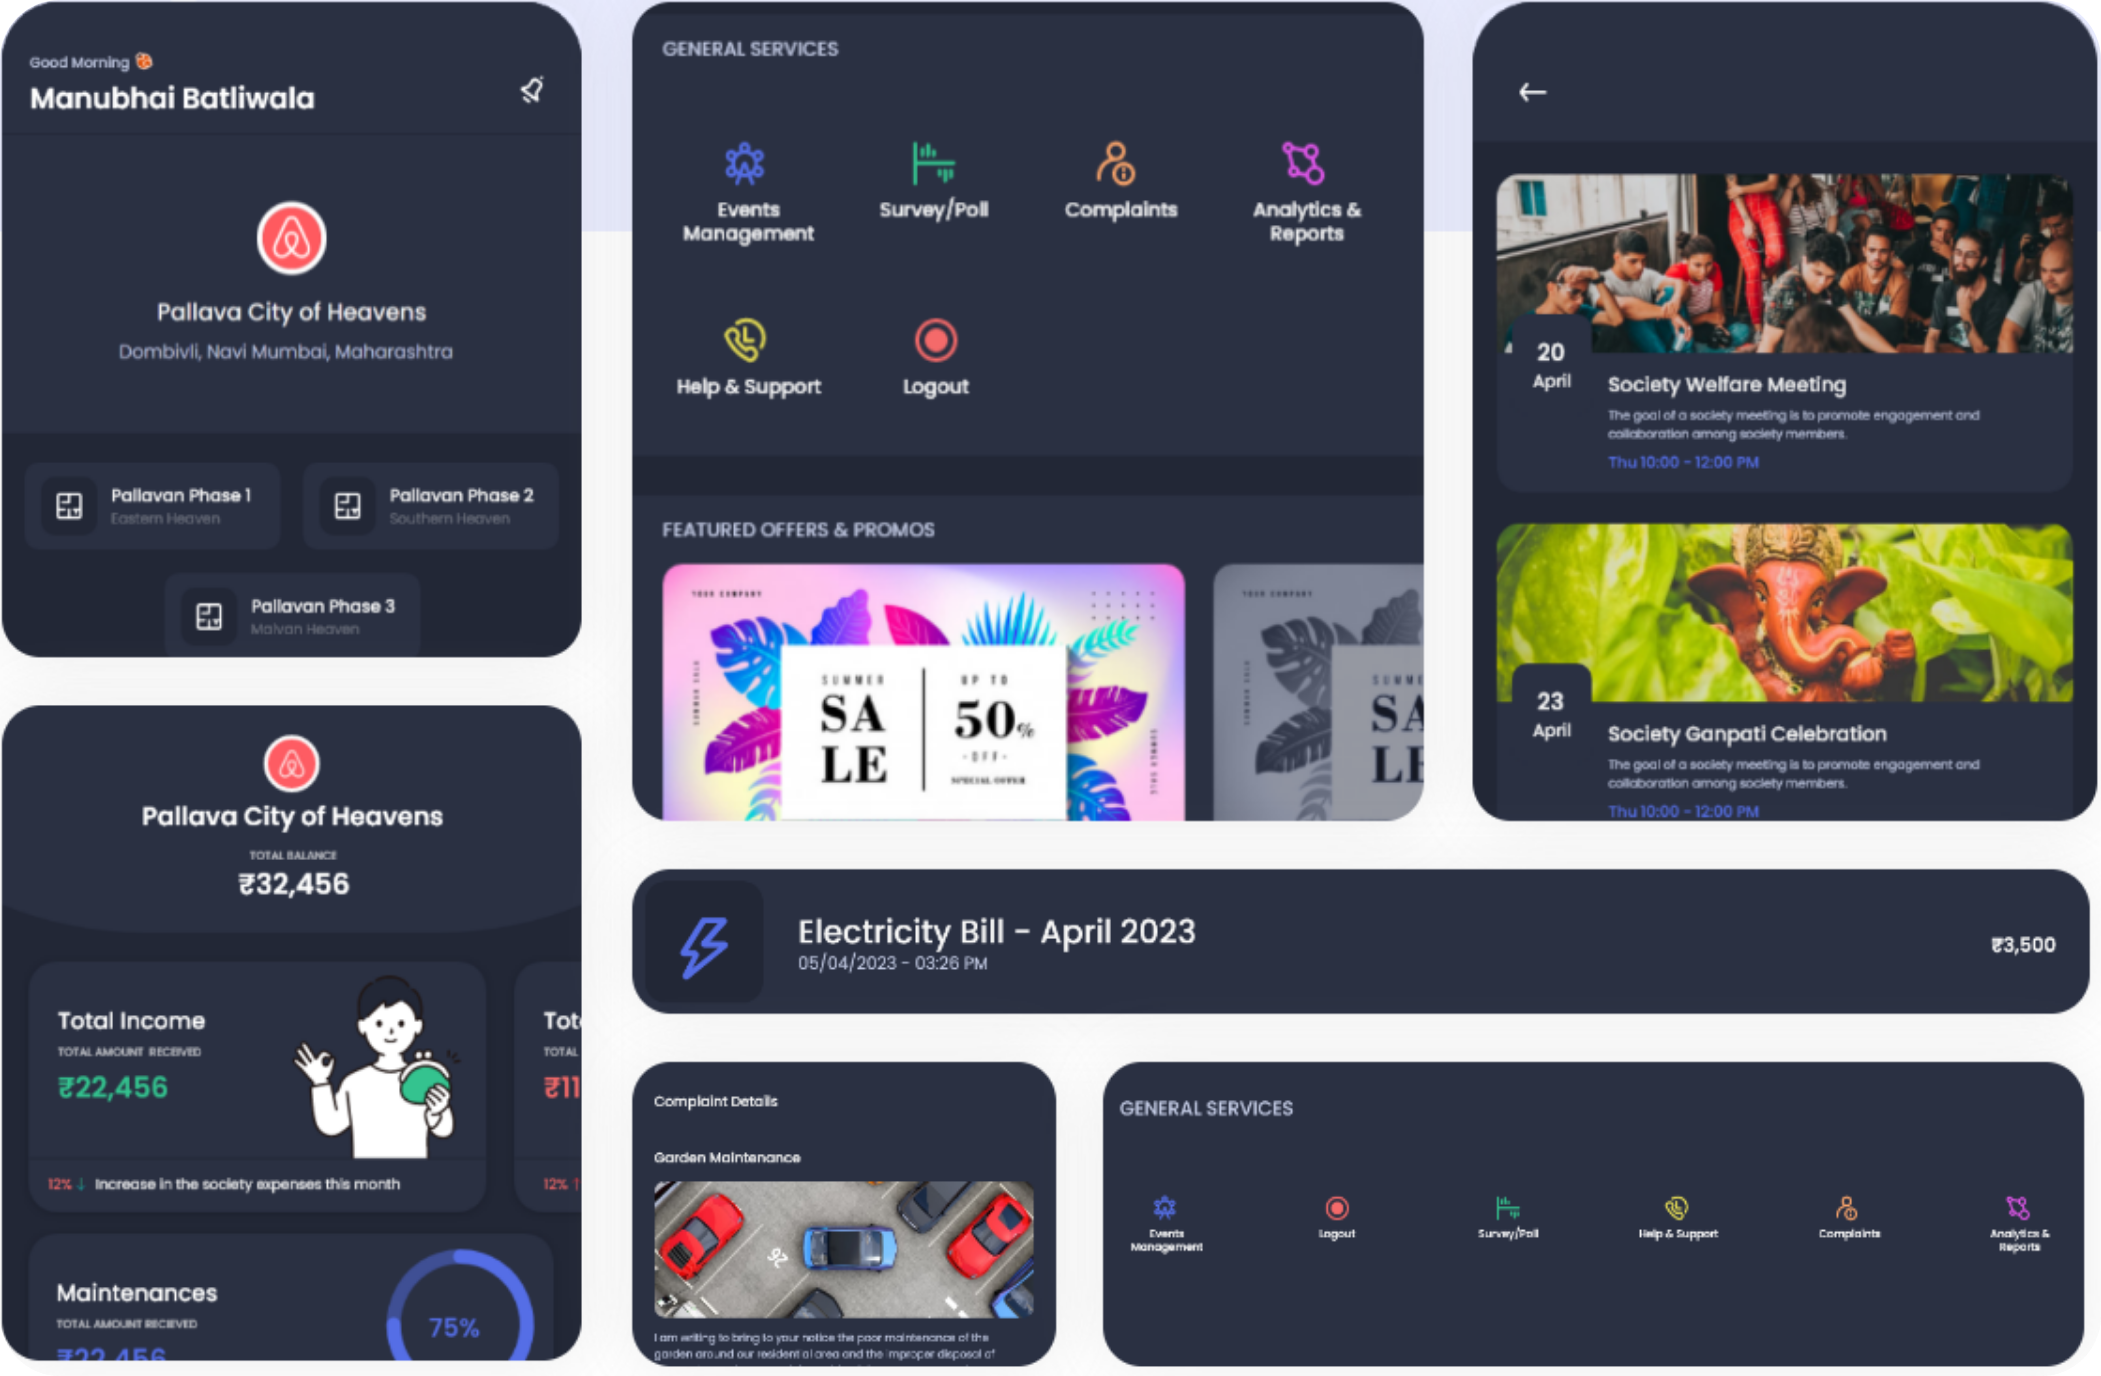 Good Morning
Manubhai Batliwala
Pallava City of Heavens
Dombivli, Navi Mumbai, Maharashtra
Pallavan Phase 1
Eastern Heaven
Pallavan Phase 2
Southern Heaven
Pallavan Phase 3
Malvan Heaven
Pallava City of Heavens
TOTAL BALANCE
₹32,456
Total Income
TOTAL AMOUNT RECEIVED
₹22,456
12% ↓ Increase in the society expenses this month
Tot
TOTAL
₹11
12% ↑
Maintenances
TOTAL AMOUNT RECIEVED
₹22,456
75%
GENERAL SERVICES
Events
Management
Survey/Poll
Complaints
Analytics &
Reports
Help & Support
Logout
FEATURED OFFERS & PROMOS
YOUR COMPANY
SUMMER SALE
SUMMER
SA
LE
UP TO
50%
-OFF-
SPECIAL OFFER
SUMMER SALE
YOUR COMPANY
SUMMER SALE
SUMME
SA
LE
←
20
April
Society Welfare Meeting
The goal of a society meeting is to promote engagement and
collaboration among society members.
Thu 10:00 - 12:00 PM
23
April
Society Ganpati Celebration
The goal of a society meeting is to promote engagement and
collaboration among society members.
Thu 10:00 - 12:00 PM
Electricity Bill - April 2023
05/04/2023 - 03:26 PM
₹3,500
Complaint Details
Garden Maintenance
26
I am writing to bring to your notice the poor maintenance of the
garden around our residential area and the improper disposal of
GENERAL SERVICES
Events
Management
Logout
Survey/Poll
Help & Support
Complaints
Analytics &
Reports